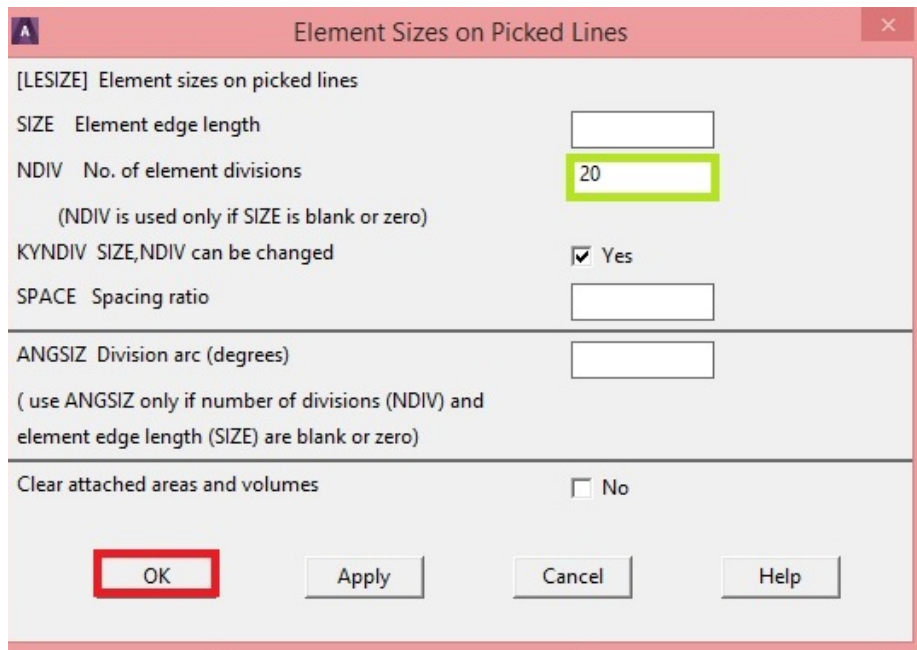 A
Element Sizes on Picked Lines
×
[LESIZE] Element sizes on picked lines
SIZE Element edge length
NDIV No. of element divisions 20
(NDIV is used only if SIZE is blank or zero)
KYNDIV SIZE,NDIV can be changed Yes
SPACE Spacing ratio
ANGSIZ Division arc (degrees)
( use ANGSIZ only if number of divisions (NDIV) and
element edge length (SIZE) are blank or zero)
Clear attached areas and volumes No
OK Apply Cancel Help